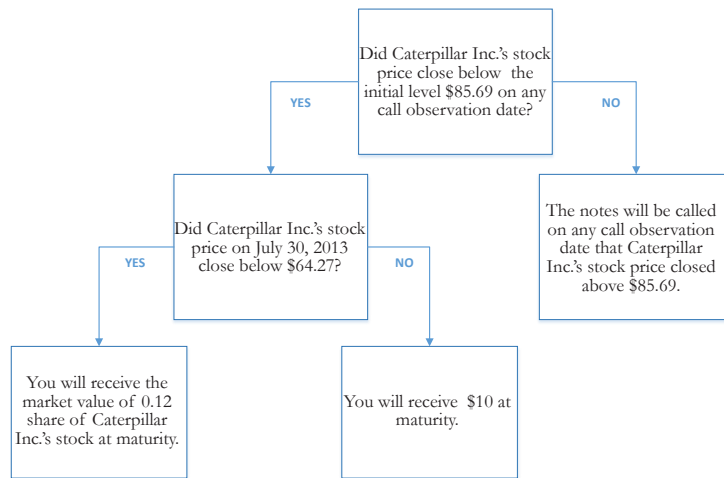 Did Caterpillar Inc.'s stock
price close below the
initial level $85.69 on any
call observation date?
YES
NO
Did Caterpillar Inc.'s stock
price on July 30, 2013
close below $64.27?
The notes will be called
on any call observation
date that Caterpillar
Inc.'s stock price closed
above $85.69.
YES
NO
You will receive the
market value of 0.12
share of Caterpillar
Inc.'s stock at maturity.
You will receive $10 at
maturity.